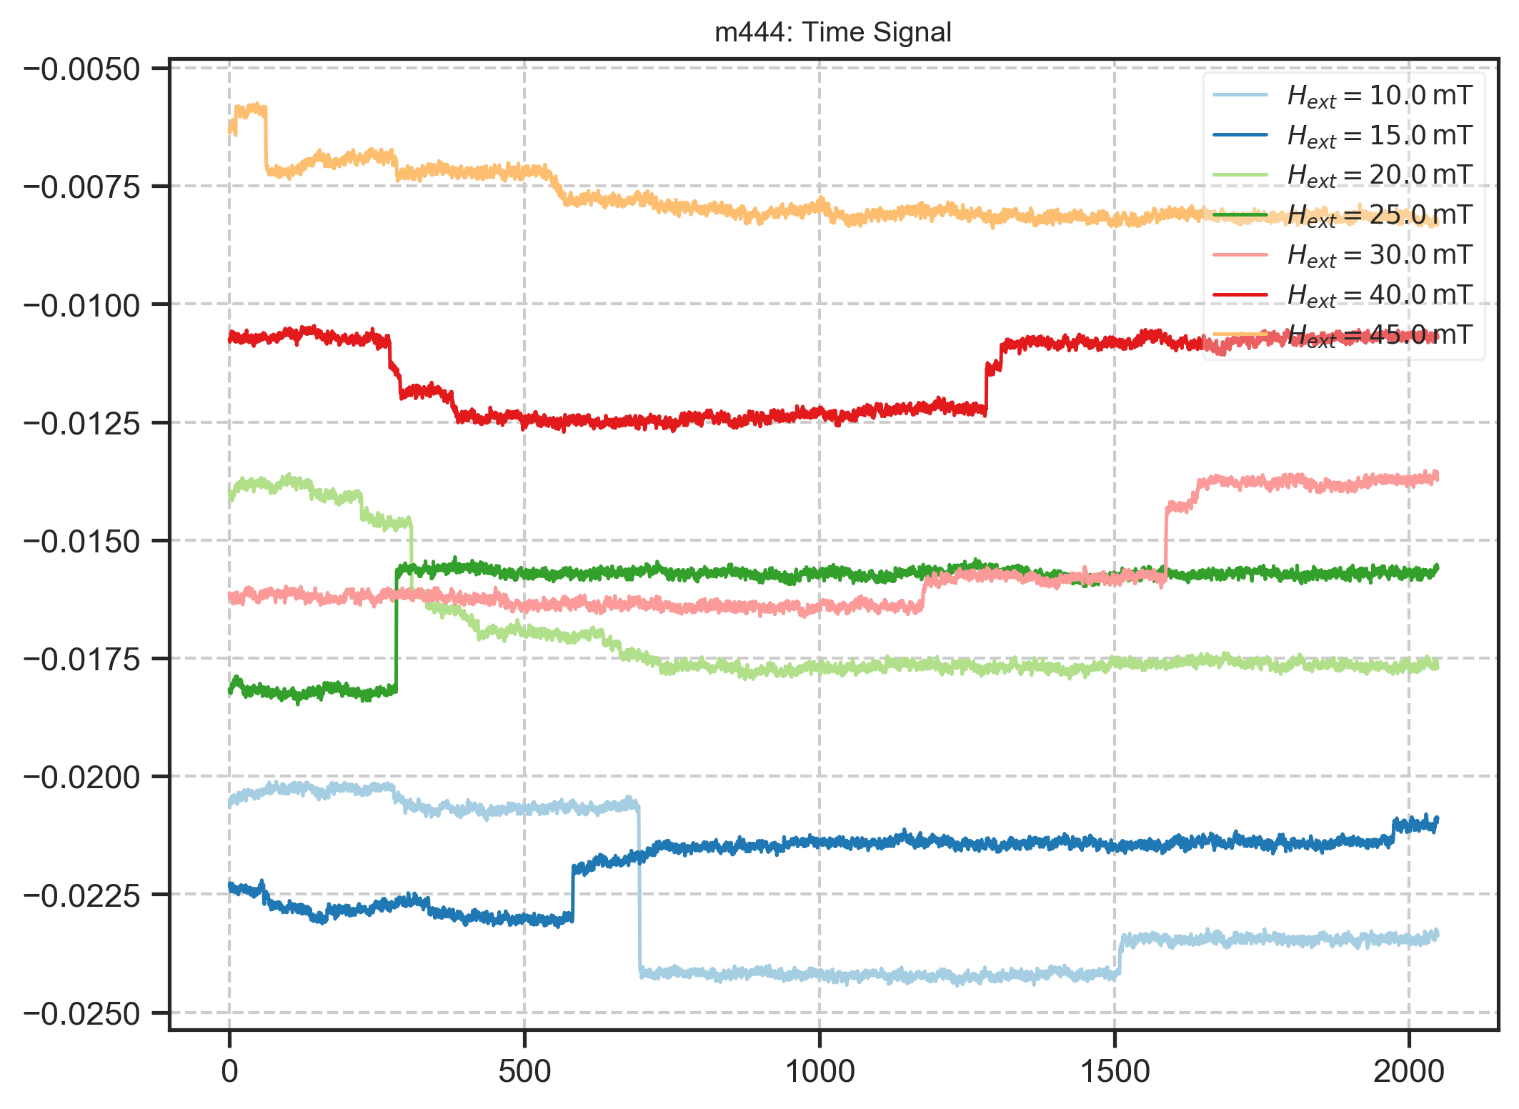 m444: Time Signal
−0.0050
−0.0075
−0.0100
−0.0125
−0.0150
−0.0175
−0.0200
−0.0225
−0.0250
H_ext = 10.0 mT
H_ext = 15.0 mT
H_ext = 20.0 mT
H_ext = 25.0 mT
H_ext = 30.0 mT
H_ext = 40.0 mT
H_ext = 45.0 mT
0 500 1000 1500 2000